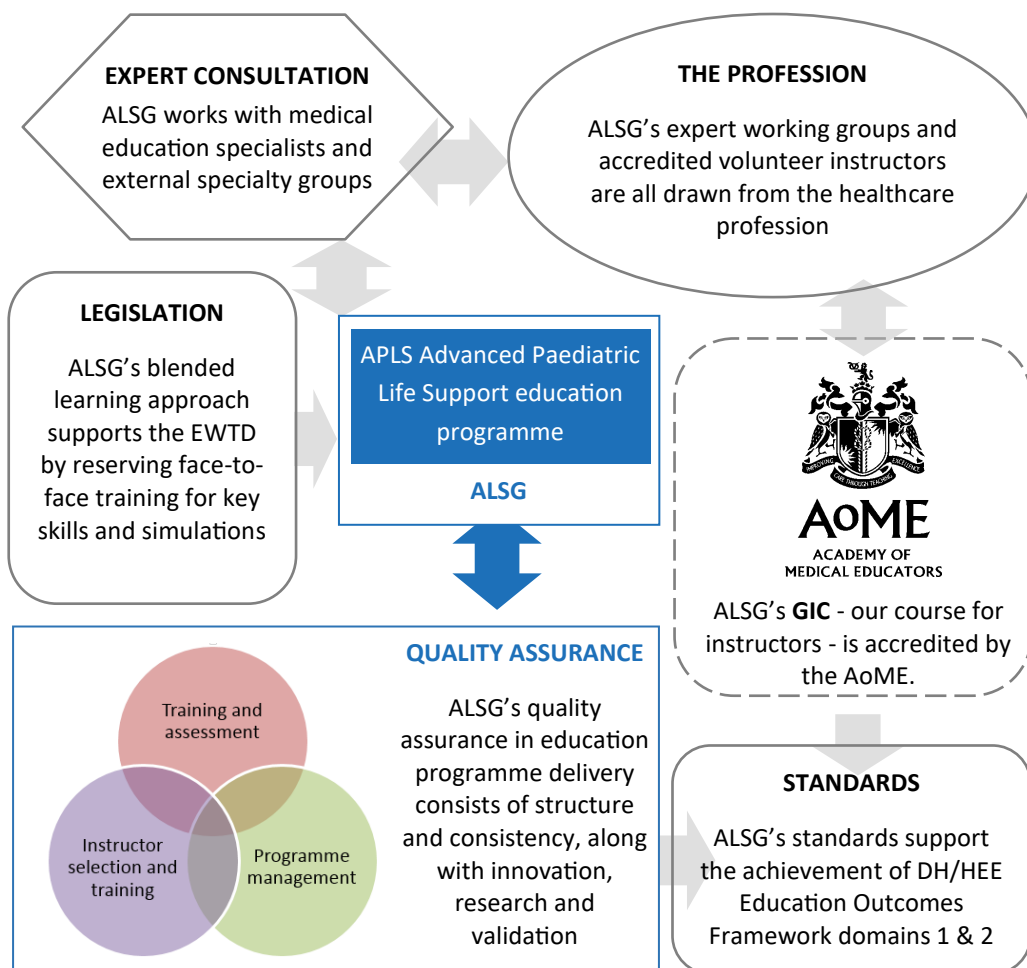 EXPERT CONSULTATION
ALSG works with medical
education specialists and
external specialty groups
THE PROFESSION
ALSG's expert working groups and
accredited volunteer instructors
are all drawn from the healthcare
profession
LEGISLATION
ALSG's blended
learning approach
supports the EWTD
by reserving face-to-
face training for key
skills and simulations
APLS Advanced Paediatric
Life Support education
programme
ALSG
IMPROVING
EXCELLENCE
CARE THROUGH TEACHING
AoME
ACADEMY OF
MEDICAL EDUCATORS
ALSG's GIC - our course for
instructors - is accredited by
the AoME.
QUALITY ASSURANCE
ALSG's quality
assurance in education
programme delivery
consists of structure
and consistency, along
with innovation,
research and
validation
Training and
assessment
Instructor
selection and
training
Programme
management
STANDARDS
ALSG's standards support
the achievement of DH/HEE
Education Outcomes
Framework domains 1 & 2